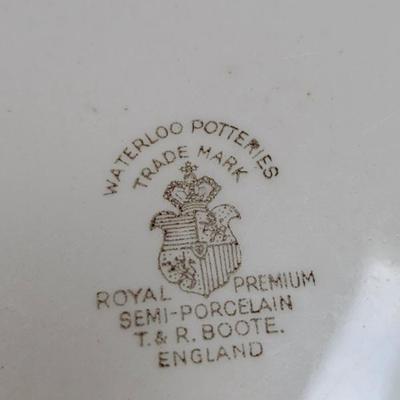 WATERLOO POTTERIES
TRADE MARK
ROYAL PREMIUM
SEMI-PORCELAIN
T. & R. BOOTE.
ENGLAND